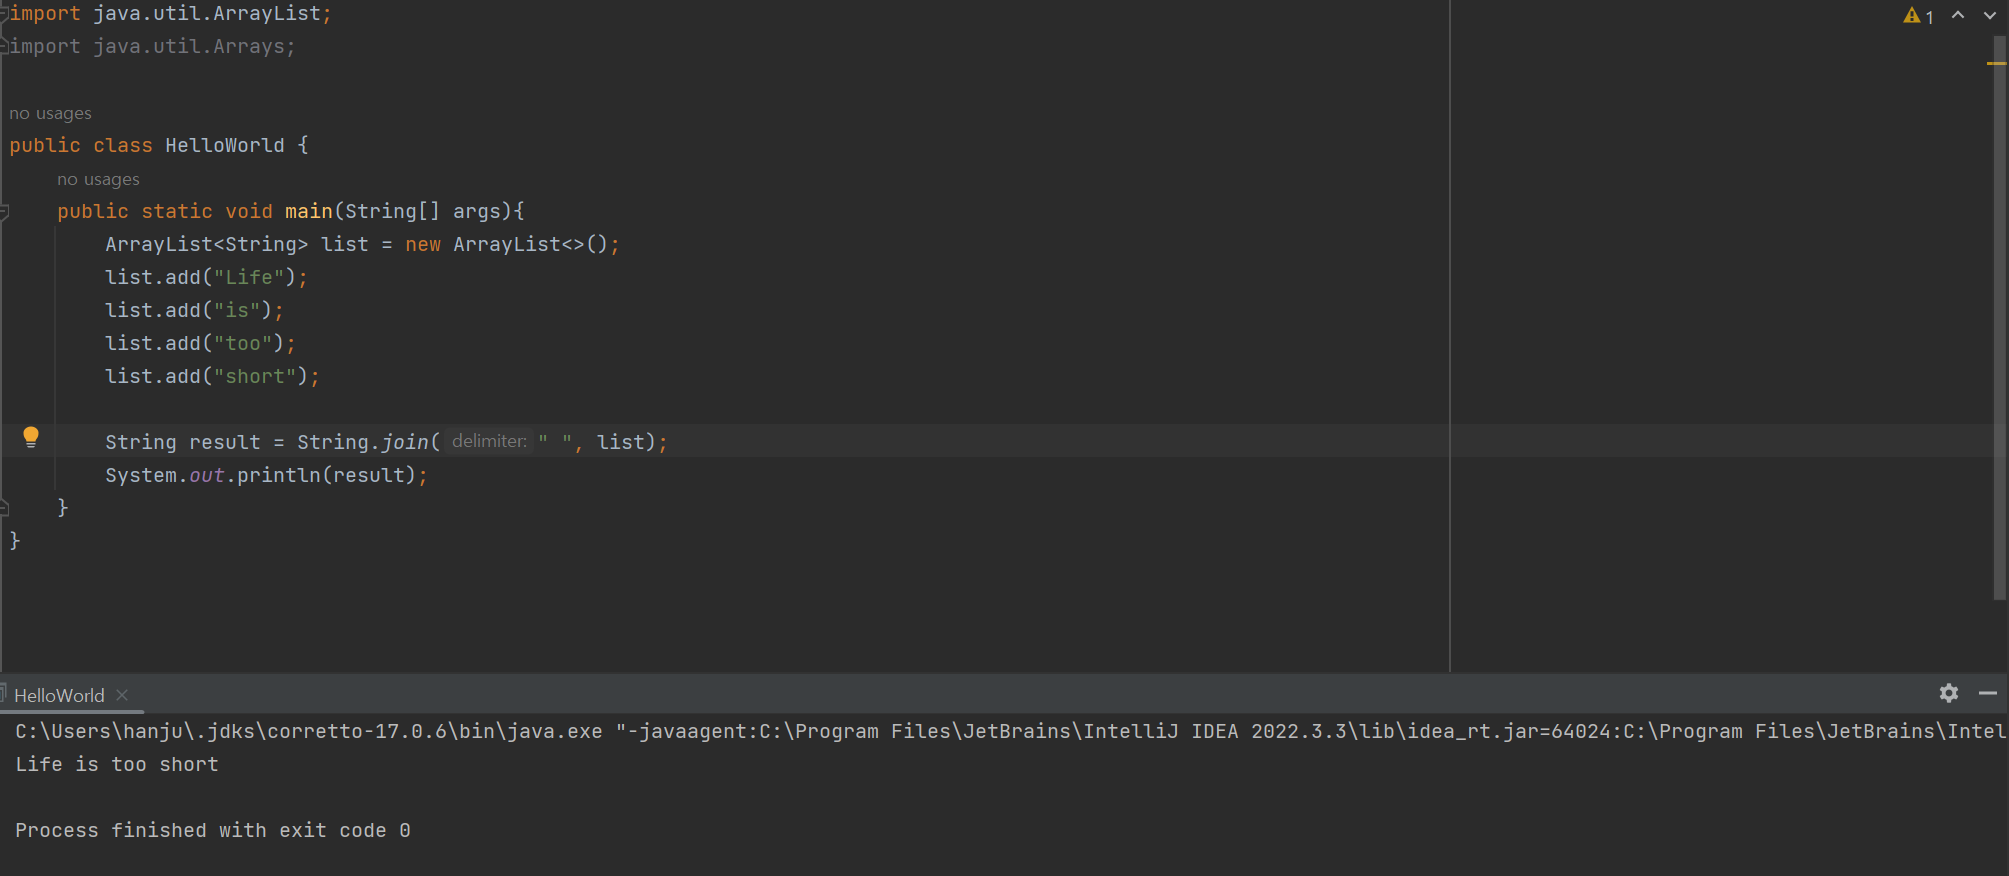 import java.util.ArrayList;
import java.util.Arrays;
1
no usages
public class HelloWorld {
no usages
public static void main(String[] args){
ArrayList<String> list = new ArrayList<>();
list.add("Life");
list.add("is");
list.add("too");
list.add("short");
String result = String.join( delimiter: " ", list);
System.out.println(result);
}
}
HelloWorld
C:\Users\hanju\.jdks\corretto-17.0.6\bin\java.exe "-javaagent:C:\Program Files\JetBrains\IntelliJ IDEA 2022.3.3\lib\idea_rt.jar=64024:C:\Program Files\JetBrains\Intel
Life is too short
Process finished with exit code 0